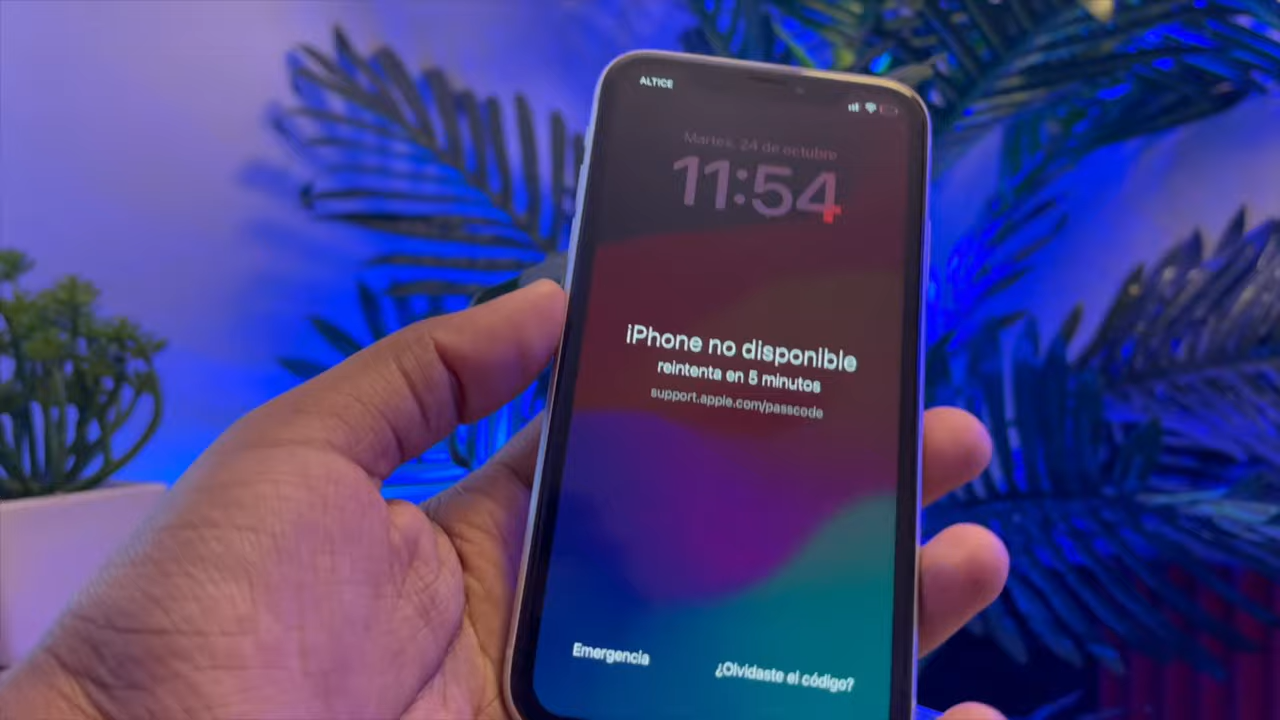 ALTICE
Martes, 24 de octubre
11:54
iPhone no disponible
reintenta en 5 minutos
support.apple.com/passcode
Emergencia
¿Olvidaste el código?